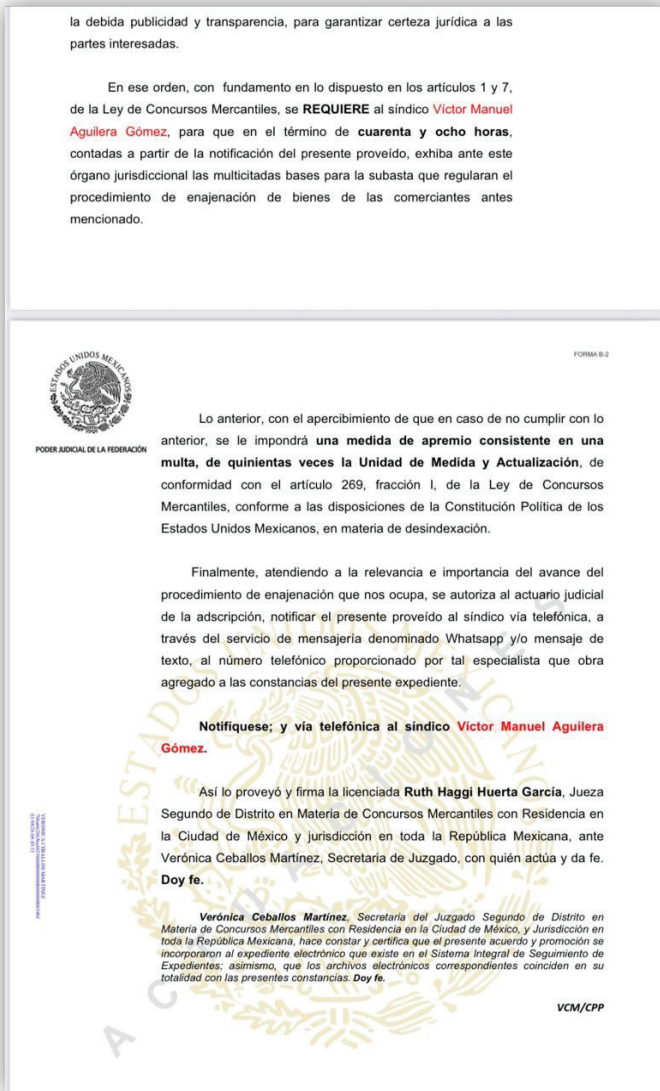 la debida publicidad y transparencia, para garantizar certeza jurídica a las
partes interesadas.
En ese orden, con fundamento en lo dispuesto en los artículos 1 y 7,
de la Ley de Concursos Mercantiles, se REQUIERE al síndico Víctor Manuel
Aguilera Gómez, para que en el término de cuarenta y ocho horas,
contadas a partir de la notificación del presente proveído, exhiba ante este
órgano jurisdiccional las multicitadas bases para la subasta que regularan el
procedimiento de enajenación de bienes de las comerciantes antes
mencionado.
FORMA B-2
ESTADOS UNIDOS MEXICANOS
PODER JUDICIAL DE LA FEDERACIÓN
Lo anterior, con el apercibimiento de que en caso de no cumplir con lo
anterior, se le impondrá una medida de apremio consistente en una
multa, de quinientas veces la Unidad de Medida y Actualización, de
conformidad con el artículo 269, fracción I, de la Ley de Concursos
Mercantiles, conforme a las disposiciones de la Constitución Política de los
Estados Unidos Mexicanos, en materia de desindexación.
Finalmente, atendiendo a la relevancia e importancia del avance del
procedimiento de enajenación que nos ocupa, se autoriza al actuario judicial
de la adscripción, notificar el presente proveído al síndico vía telefónica, a
través del servicio de mensajería denominado Whatsapp y/o mensaje de
texto, al número telefónico proporcionado por tal especialista que obra
agregado a las constancias del presente expediente.
Notifíquese; y vía telefónica al síndico Víctor Manuel Aguilera
Gómez.
Así lo proveyó y firma la licenciada Ruth Haggi Huerta García, Jueza
Segundo de Distrito en Materia de Concursos Mercantiles con Residencia en
la Ciudad de México y jurisdicción en toda la República Mexicana, ante
Verónica Ceballos Martínez, Secretaria de Juzgado, con quién actúa y da fe.
Doy fe.
Verónica Ceballos Martínez, Secretaria del Juzgado Segundo de Distrito en
Materia de Concursos Mercantiles con Residencia en la Ciudad de México, y Jurisdicción en
toda la República Mexicana, hace constar y certifica que el presente acuerdo y promoción se
incorporaron al expediente electrónico que existe en el Sistema Integral de Seguimiento de
Expedientes; asimismo, que los archivos electrónicos correspondientes coinciden en su
totalidad con las presentes constancias. Doy fe.
VCM/CPP
VERONICA CEBALLOS MARTINEZ
ESTADOS UNIDOS MEXICANOS
ACTUACIONES